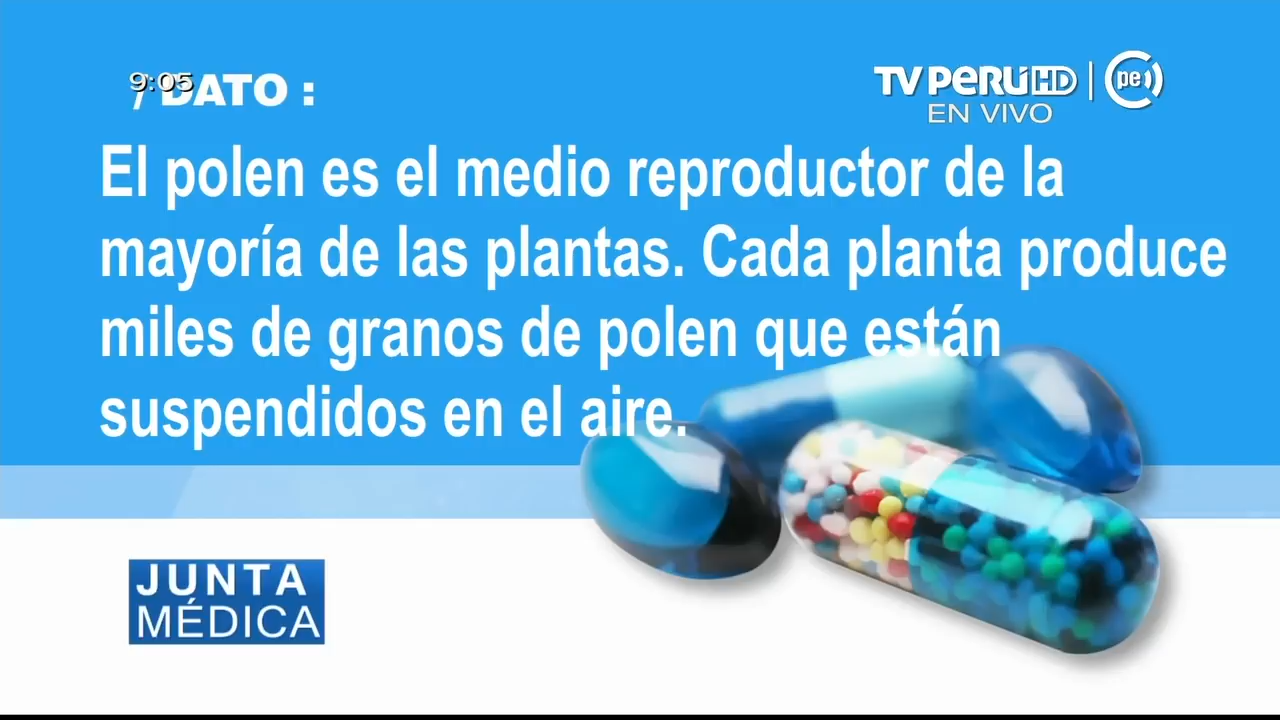 9:05
/ DATO :
TV PERÚ HD | pe
EN VIVO
El polen es el medio reproductor de la
mayoría de las plantas. Cada planta produce
miles de granos de polen que están
suspendidos en el aire.
JUNTA
MÉDICA